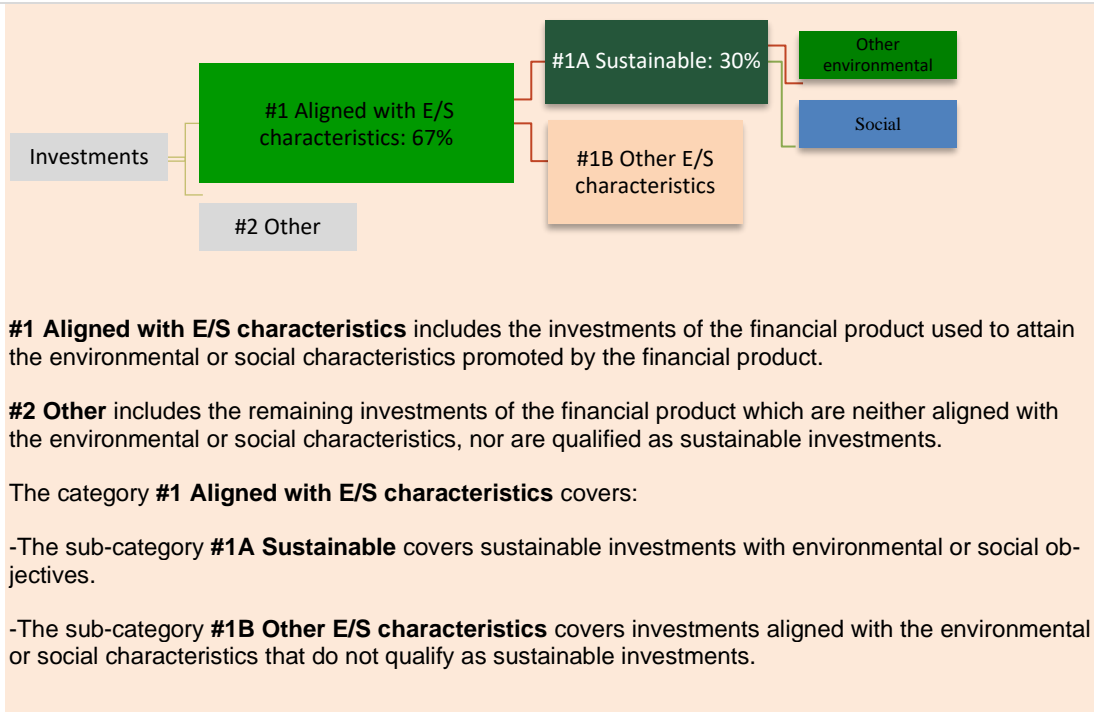 #1A Sustainable: 30%
Other
environmental
#1 Aligned with E/S
characteristics: 67%
Social
Investments
#1B Other E/S
characteristics
#2 Other
#1 Aligned with E/S characteristics includes the investments of the financial product used to attain
the environmental or social characteristics promoted by the financial product.
#2 Other includes the remaining investments of the financial product which are neither aligned with
the environmental or social characteristics, nor are qualified as sustainable investments.
The category #1 Aligned with E/S characteristics covers:
-The sub-category #1A Sustainable covers sustainable investments with environmental or social ob-
jectives.
-The sub-category #1B Other E/S characteristics covers investments aligned with the environmental
or social characteristics that do not qualify as sustainable investments.